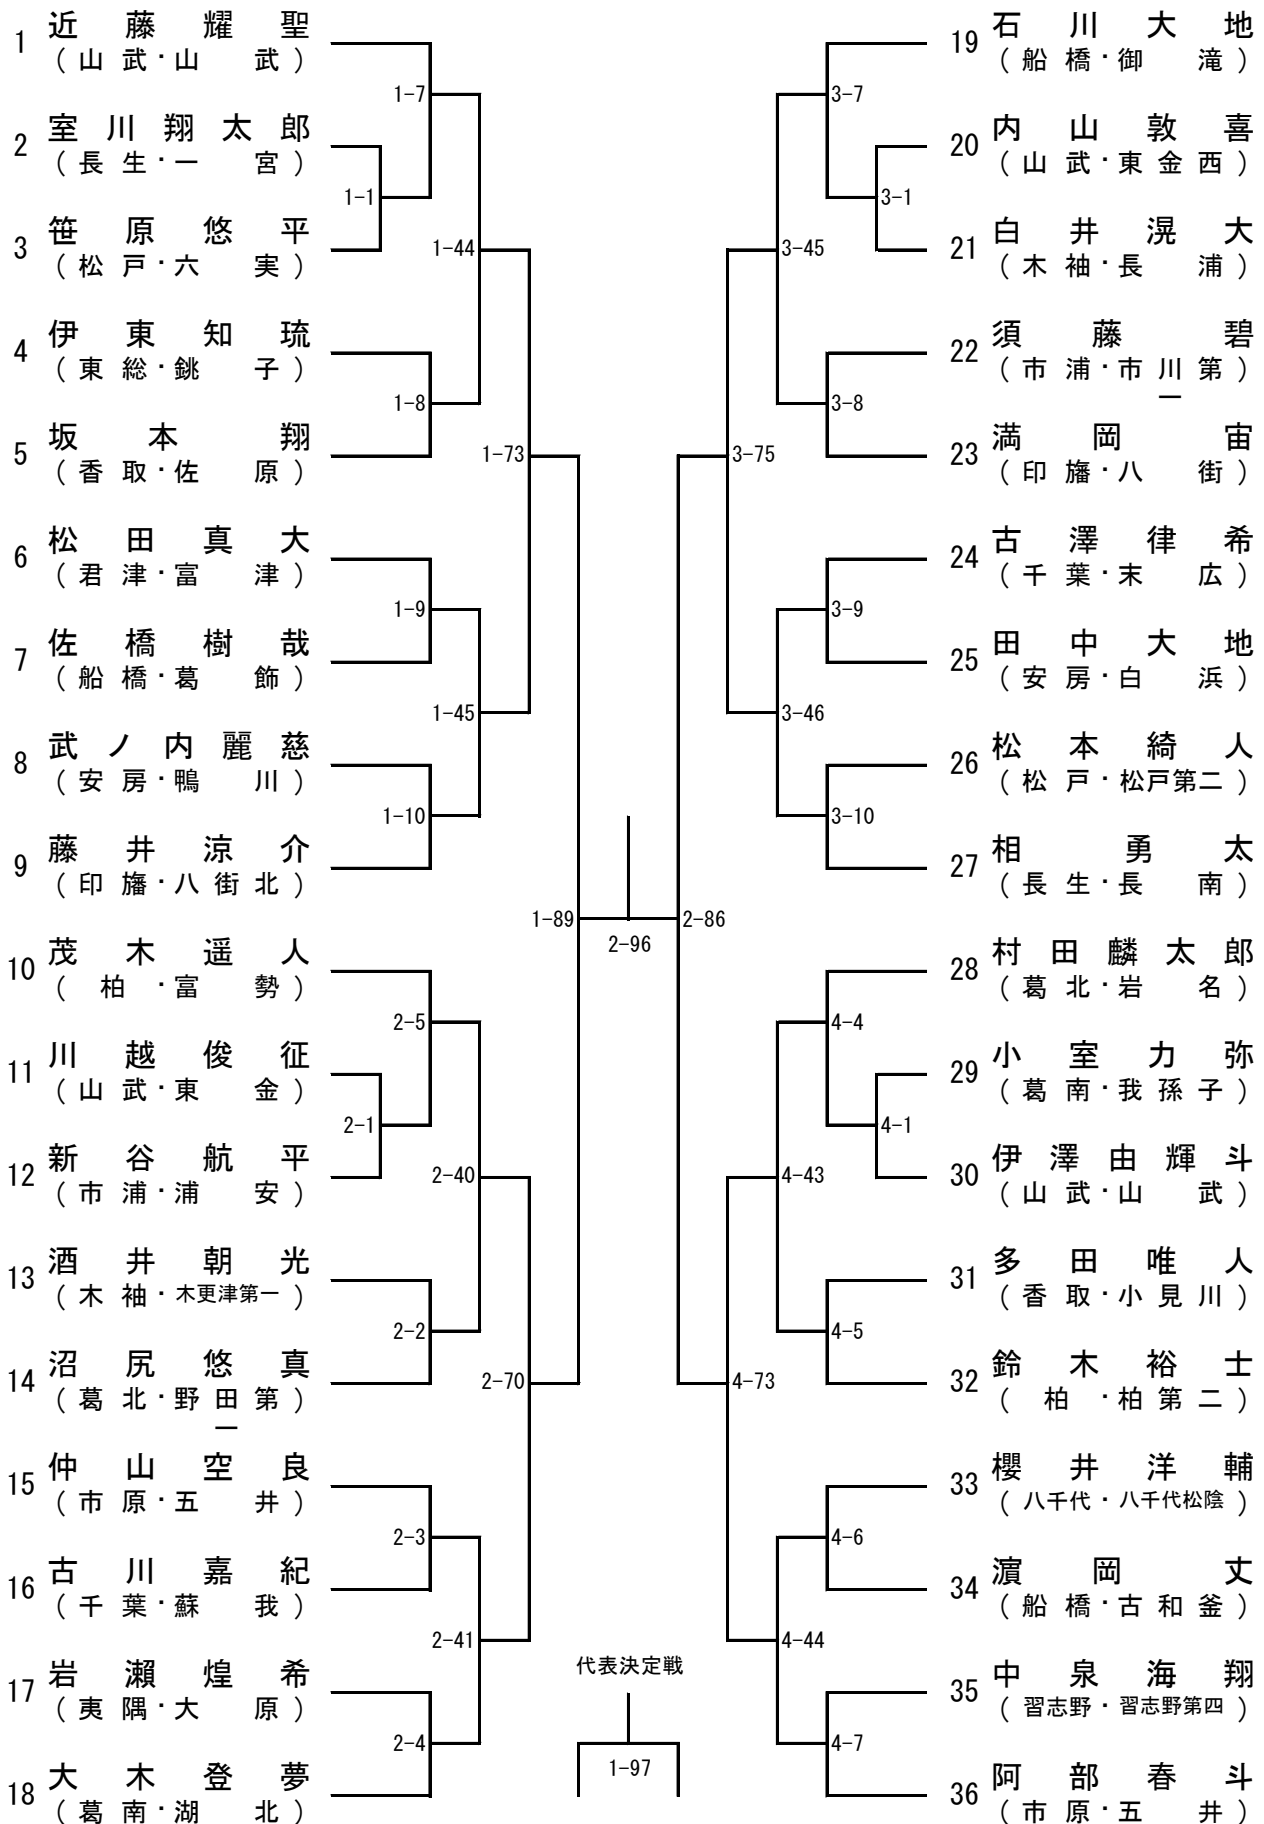 1 近藤耀聖
(山武・山武)
2 室川翔太郎
(長生・一宮)
3 笹原悠平
(松戸・六実)
4 伊東知琉
(東総・銚子)
5 坂本翔
(香取・佐原)
6 松田真大
(君津・富津)
7 佐橋樹哉
(船橋・葛飾)
8 武ノ内麗慈
(安房・鴨川)
9 藤井涼介
(印旛・八街北)
10 茂木遥人
(柏・富勢)
11 川越俊征
(山武・東金)
12 新谷航平
(市浦・浦安)
13 酒井朝光
(木袖・木更津第一)
14 沼尻悠真
(葛北・野田第)
一
15 仲山空良
(市原・五井)
16 古川嘉紀
(千葉・蘇我)
17 岩瀬煌希
(夷隅・大原)
18 大木登夢
(葛南・湖北)
1-7
1-1
1-44
1-8
1-73
1-9
1-45
1-10
1-89
2-5
2-1
2-40
2-2
2-70
2-3
2-41
2-4
2-96
代表決定戦
1-97
2-86
3-7
3-1
3-45
3-8
3-75
3-9
3-46
3-10
4-4
4-1
4-43
4-5
4-73
4-6
4-44
4-7
19 石川大地
(船橋・御滝)
20 内山敦喜
(山武・東金西)
21 白井滉大
(木袖・長浦)
22 須藤碧
(市浦・市川第)
一
23 満岡宙
(印旛・八街)
24 古澤律希
(千葉・末広)
25 田中大地
(安房・白浜)
26 松本綺人
(松戸・松戸第二)
27 相勇太
(長生・長南)
28 村田麟太郎
(葛北・岩名)
29 小室力弥
(葛南・我孫子)
30 伊澤由輝斗
(山武・山武)
31 多田唯人
(香取・小見川)
32 鈴木裕士
(柏・柏第二)
33 櫻井洋輔
(八千代・八千代松陰)
34 濵岡丈
(船橋・古和釜)
35 中泉海翔
(習志野・習志野第四)
36 阿部春斗
(市原・五井)